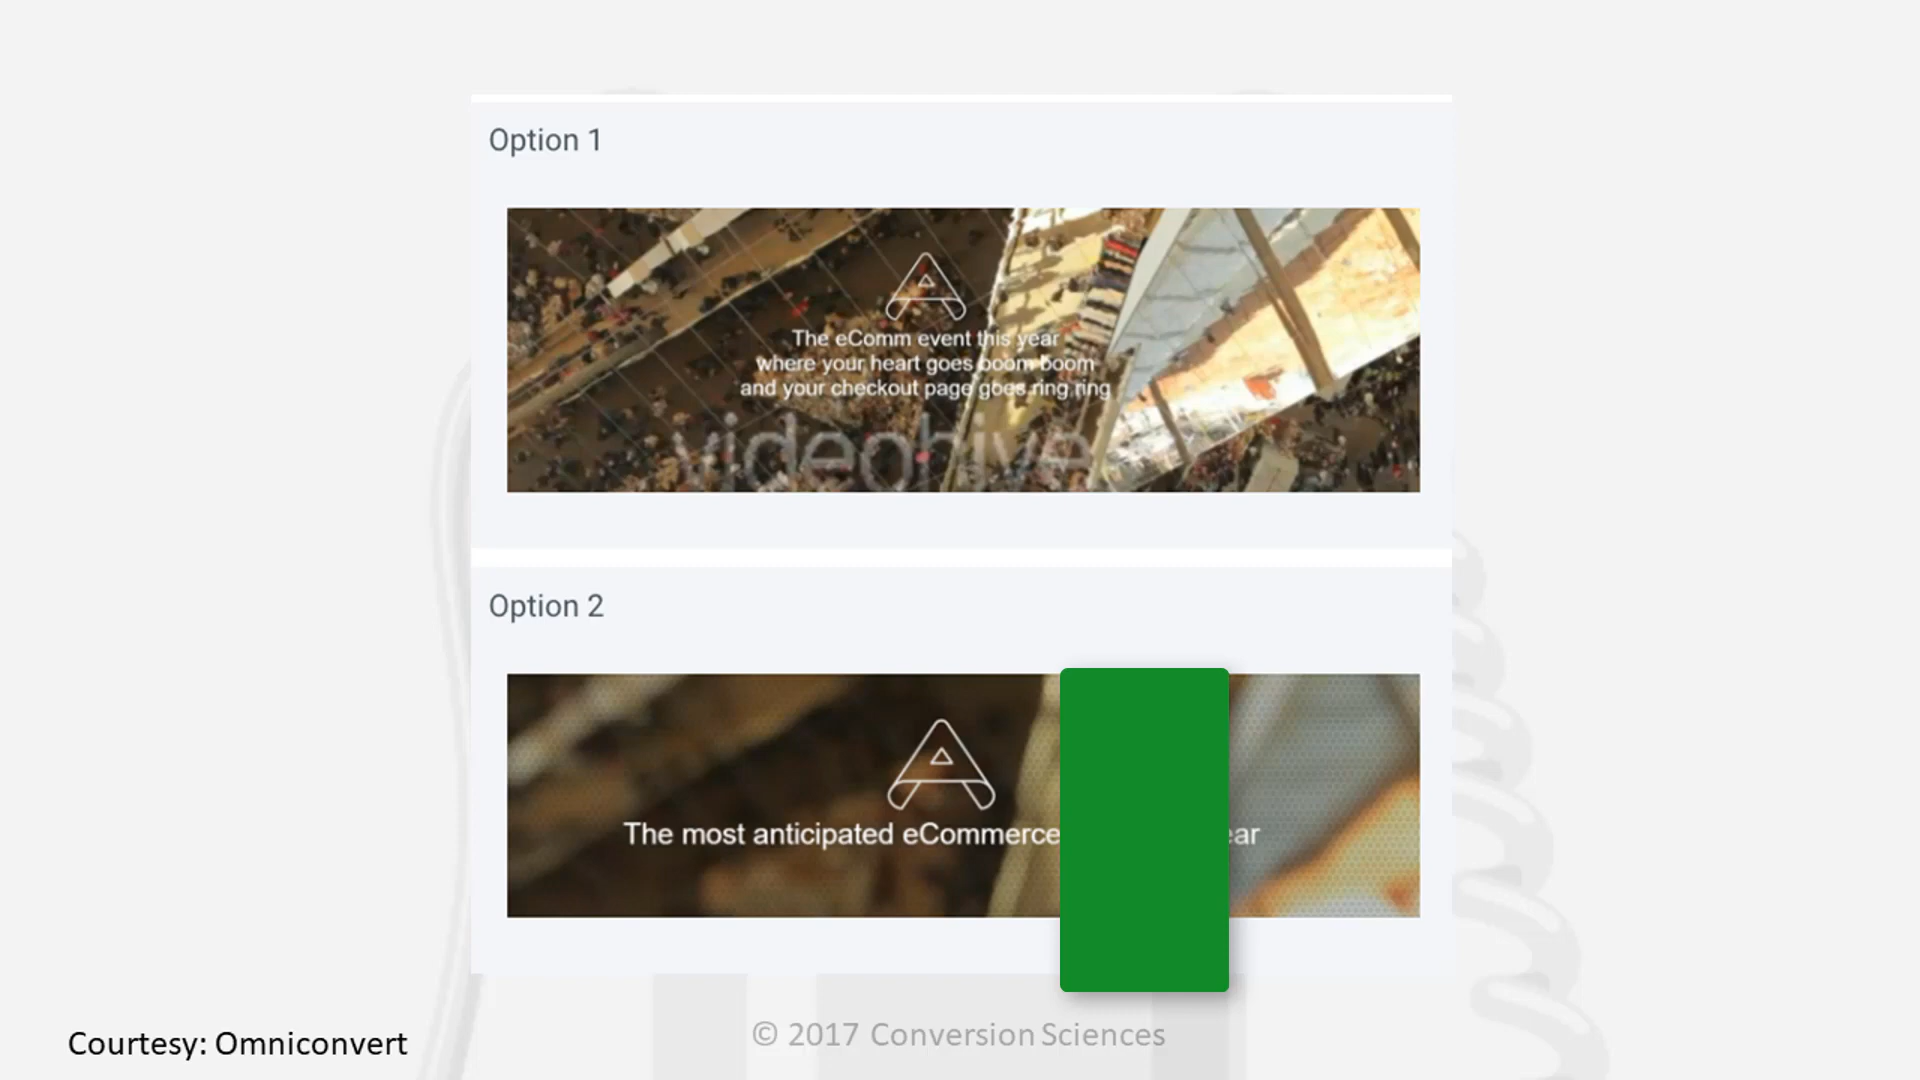 Option 1
The eComm event this year
where your heart goes boom boom
and your checkout page goes ring ring
videohive
Option 2
The most anticipated eCommerce
Courtesy: Omniconvert
© 2017 Conversion Sciences